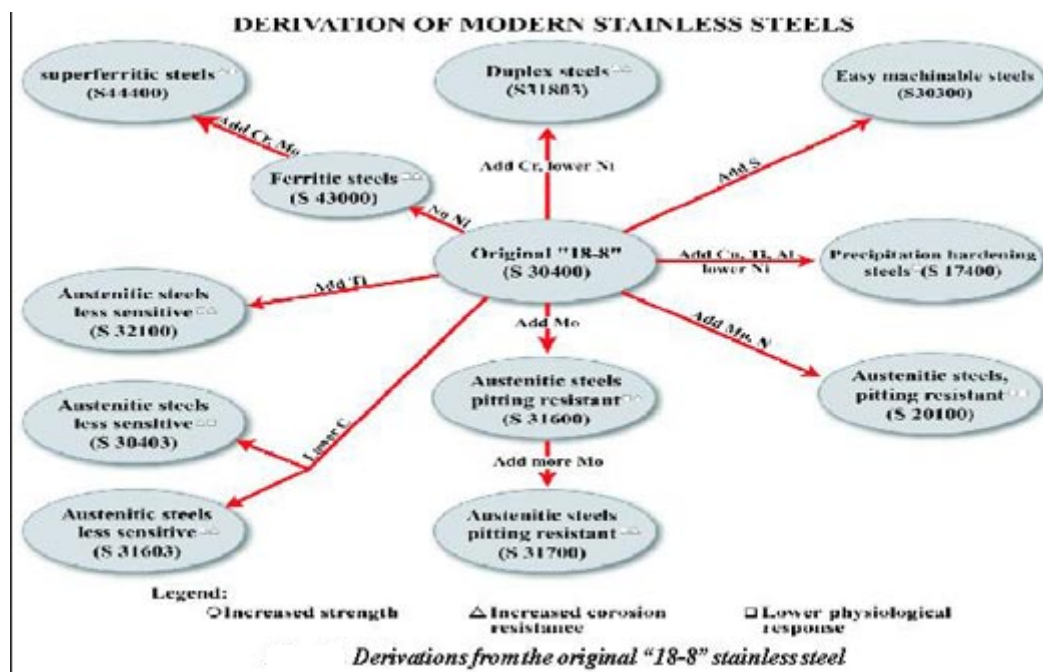 DERIVATION OF MODERN STAINLESS STEELS
superferritic steels
(S44400)
Duplex steels
(S31803)
Easy machinable steels
(S30300)
Add Cr, Mo
Add Cr, lower Ni
Add S
Ferritic steels
(S 43000)
No Ni
Original "18-8"
(S 30400)
Add Cu, Ti, Al
lower Ni
Precipitation hardening
steels (S 17400)
Add Ti
Austenitic steels
less sensitive
(S 32100)
Add Mo
Add Mn, N
Austenitic steels
pitting resistant
(S 31600)
Austenitic steels,
pitting resistant
(S 20100)
Austenitic steels
less sensitive
(S 30403)
Lower C
Add more Mo
Austenitic steels
less sensitive
(S 31603)
Austenitic steels
pitting resistant
(S 31700)
Legend:
Increased strength
Increased corosion
resistance
Lower physiological
response
Derivations from the original “18-8” stainless steel